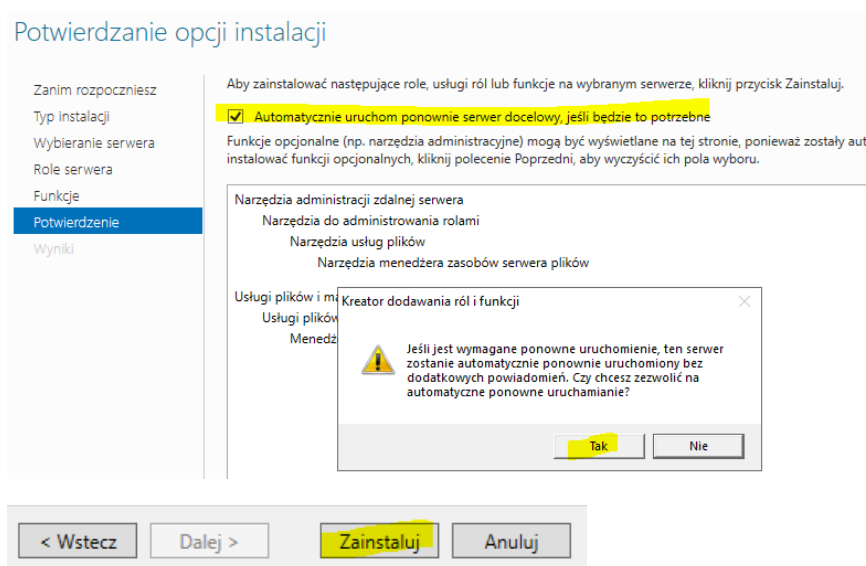 Potwierdzanie opcji instalacji
Zanim rozpoczniesz
Typ instalacji
Wybieranie serwera
Role serwera
Funkcje
Potwierdzenie
Wyniki
Aby zainstalować następujące role, usługi ról lub funkcje na wybranym serwerze, kliknij przycisk Zainstaluj.
Automatycznie uruchom ponownie serwer docelowy, jeśli będzie to potrzebne
Funkcje opcjonalne (np. narzędzia administracyjne) mogą być wyświetlane na tej stronie, ponieważ zostały aut
instalować funkcji opcjonalnych, kliknij polecenie Poprzedni, aby wyczyścić ich pola wyboru.
Narzędzia administracji zdalnej serwera
Narzędzia do administrowania rolami
Narzędzia usług plików
Narzędzia menedżera zasobów serwera plików
Usługi plików i ma
Usługi plików
Menedż
Kreator dodawania ról i funkcji
Jeśli jest wymagane ponowne uruchomienie, ten serwer
zostanie automatycznie ponownie uruchomiony bez
dodatkowych powiadomień. Czy chcesz zezwolić na
automatyczne ponowne uruchamianie?
Tak
Nie
< Wstecz
Dalej >
Zainstaluj
Anuluj